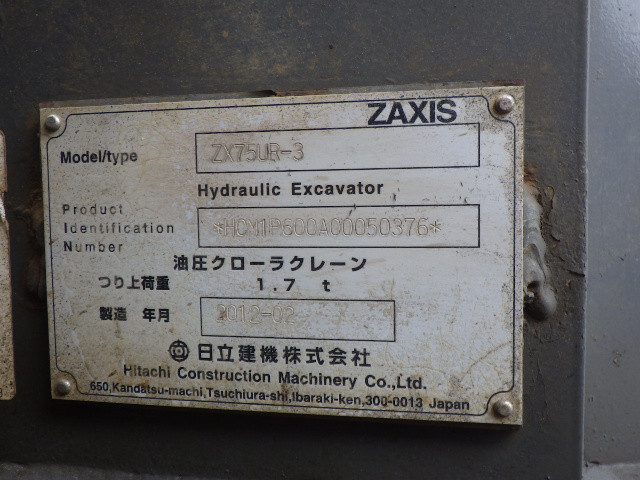 ZAXIS
Model/type ZX75UR-3
Hydraulic Excavator
Product
Identification *HCM1P600A00050376*
Number
油圧クローラクレーン
つり上荷重 1.7 t
製造 年月 2012-02
日立建機株式会社
Hitachi Construction Machinery Co.,Ltd.
650,Kandatsu-machi,Tsuchiura-shi,Ibaraki-ken,300-0013 Japan